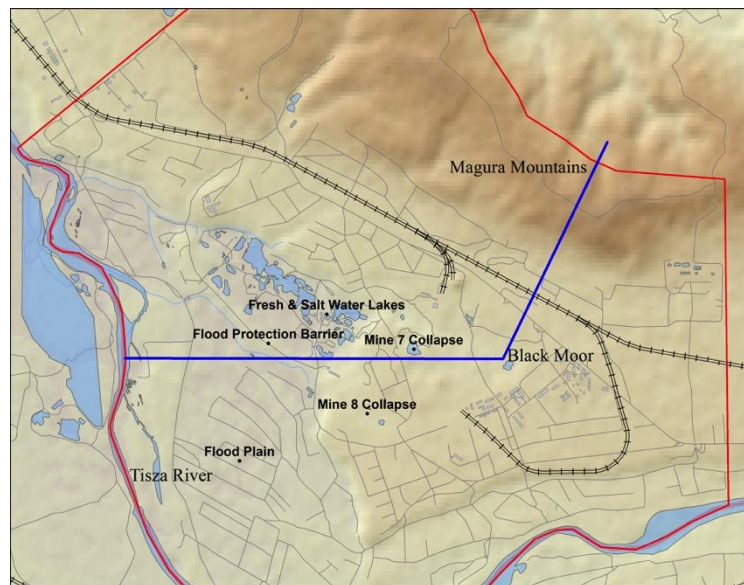 Magura Mountains
Fresh & Salt Water Lakes
Flood Protection Barrier
Mine 7 Collapse
Black Moor
Mine 8 Collapse
Flood Plain
Tisza River